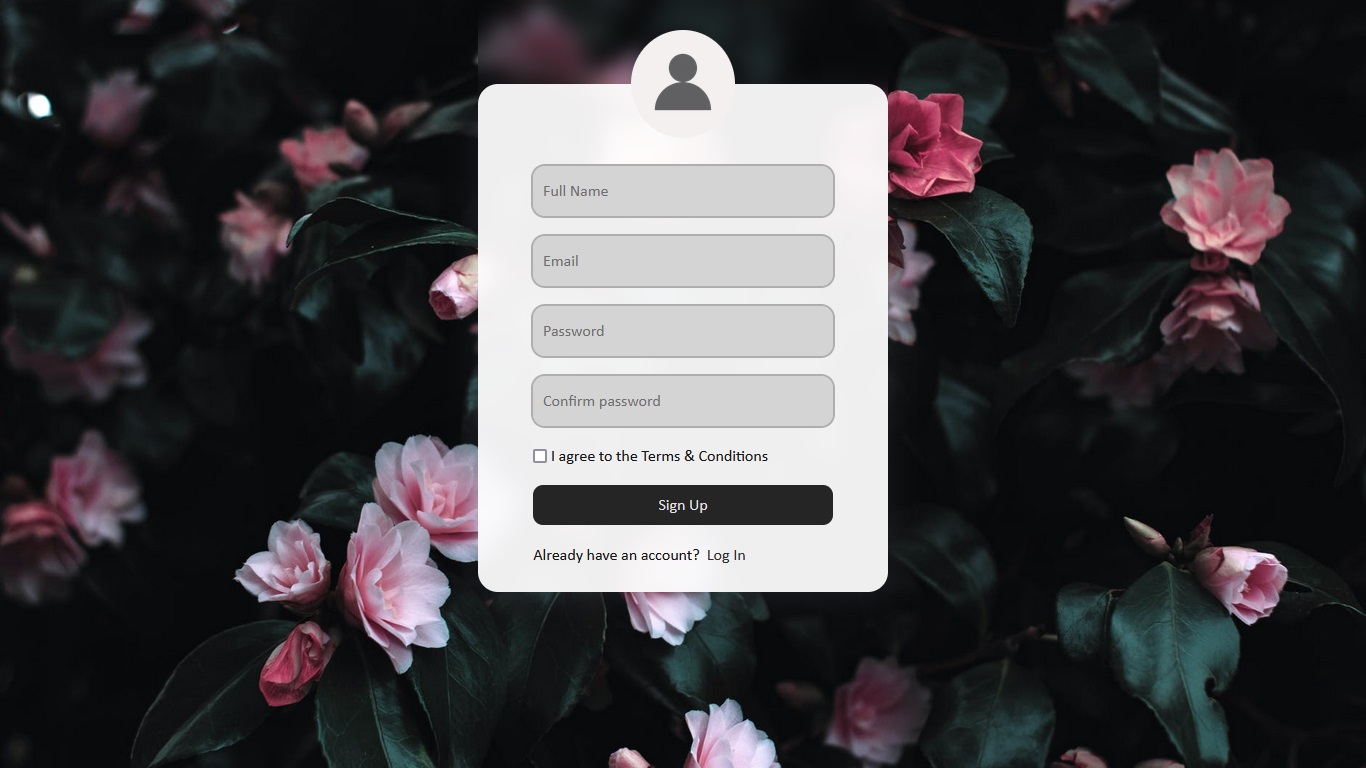 Full Name
Email
Password
Confirm password
I agree to the Terms & Conditions
Sign Up
Already have an account? Log In